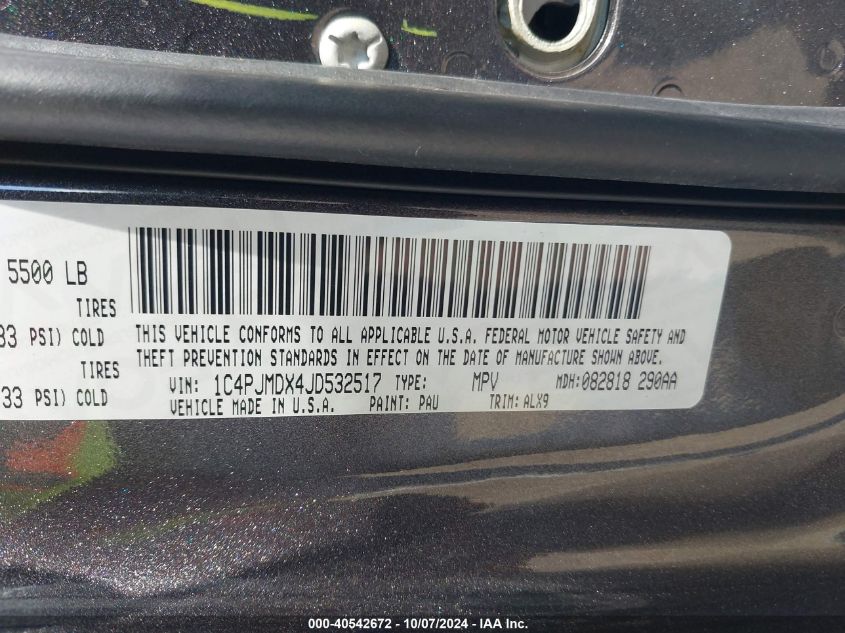 5500 LB
TIRES
33 PSI) COLD
TIRES
33 PSI) COLD
THIS VEHICLE CONFORMS TO ALL APPLICABLE U.S.A. FEDERAL MOTOR VEHICLE SAFETY AND
THEFT PREVENTION STANDARDS IN EFFECT ON THE DATE OF MANUFACTURE SHOWN ABOVE.
VIN: 1C4PJMDX4JD532517 TYPE: MPV MDH:082818 290AA
VEHICLE MADE IN U.S.A. PAINT: PAU TRIM: ALX9
000-40542672 - 10/07/2024 - IAA Inc.